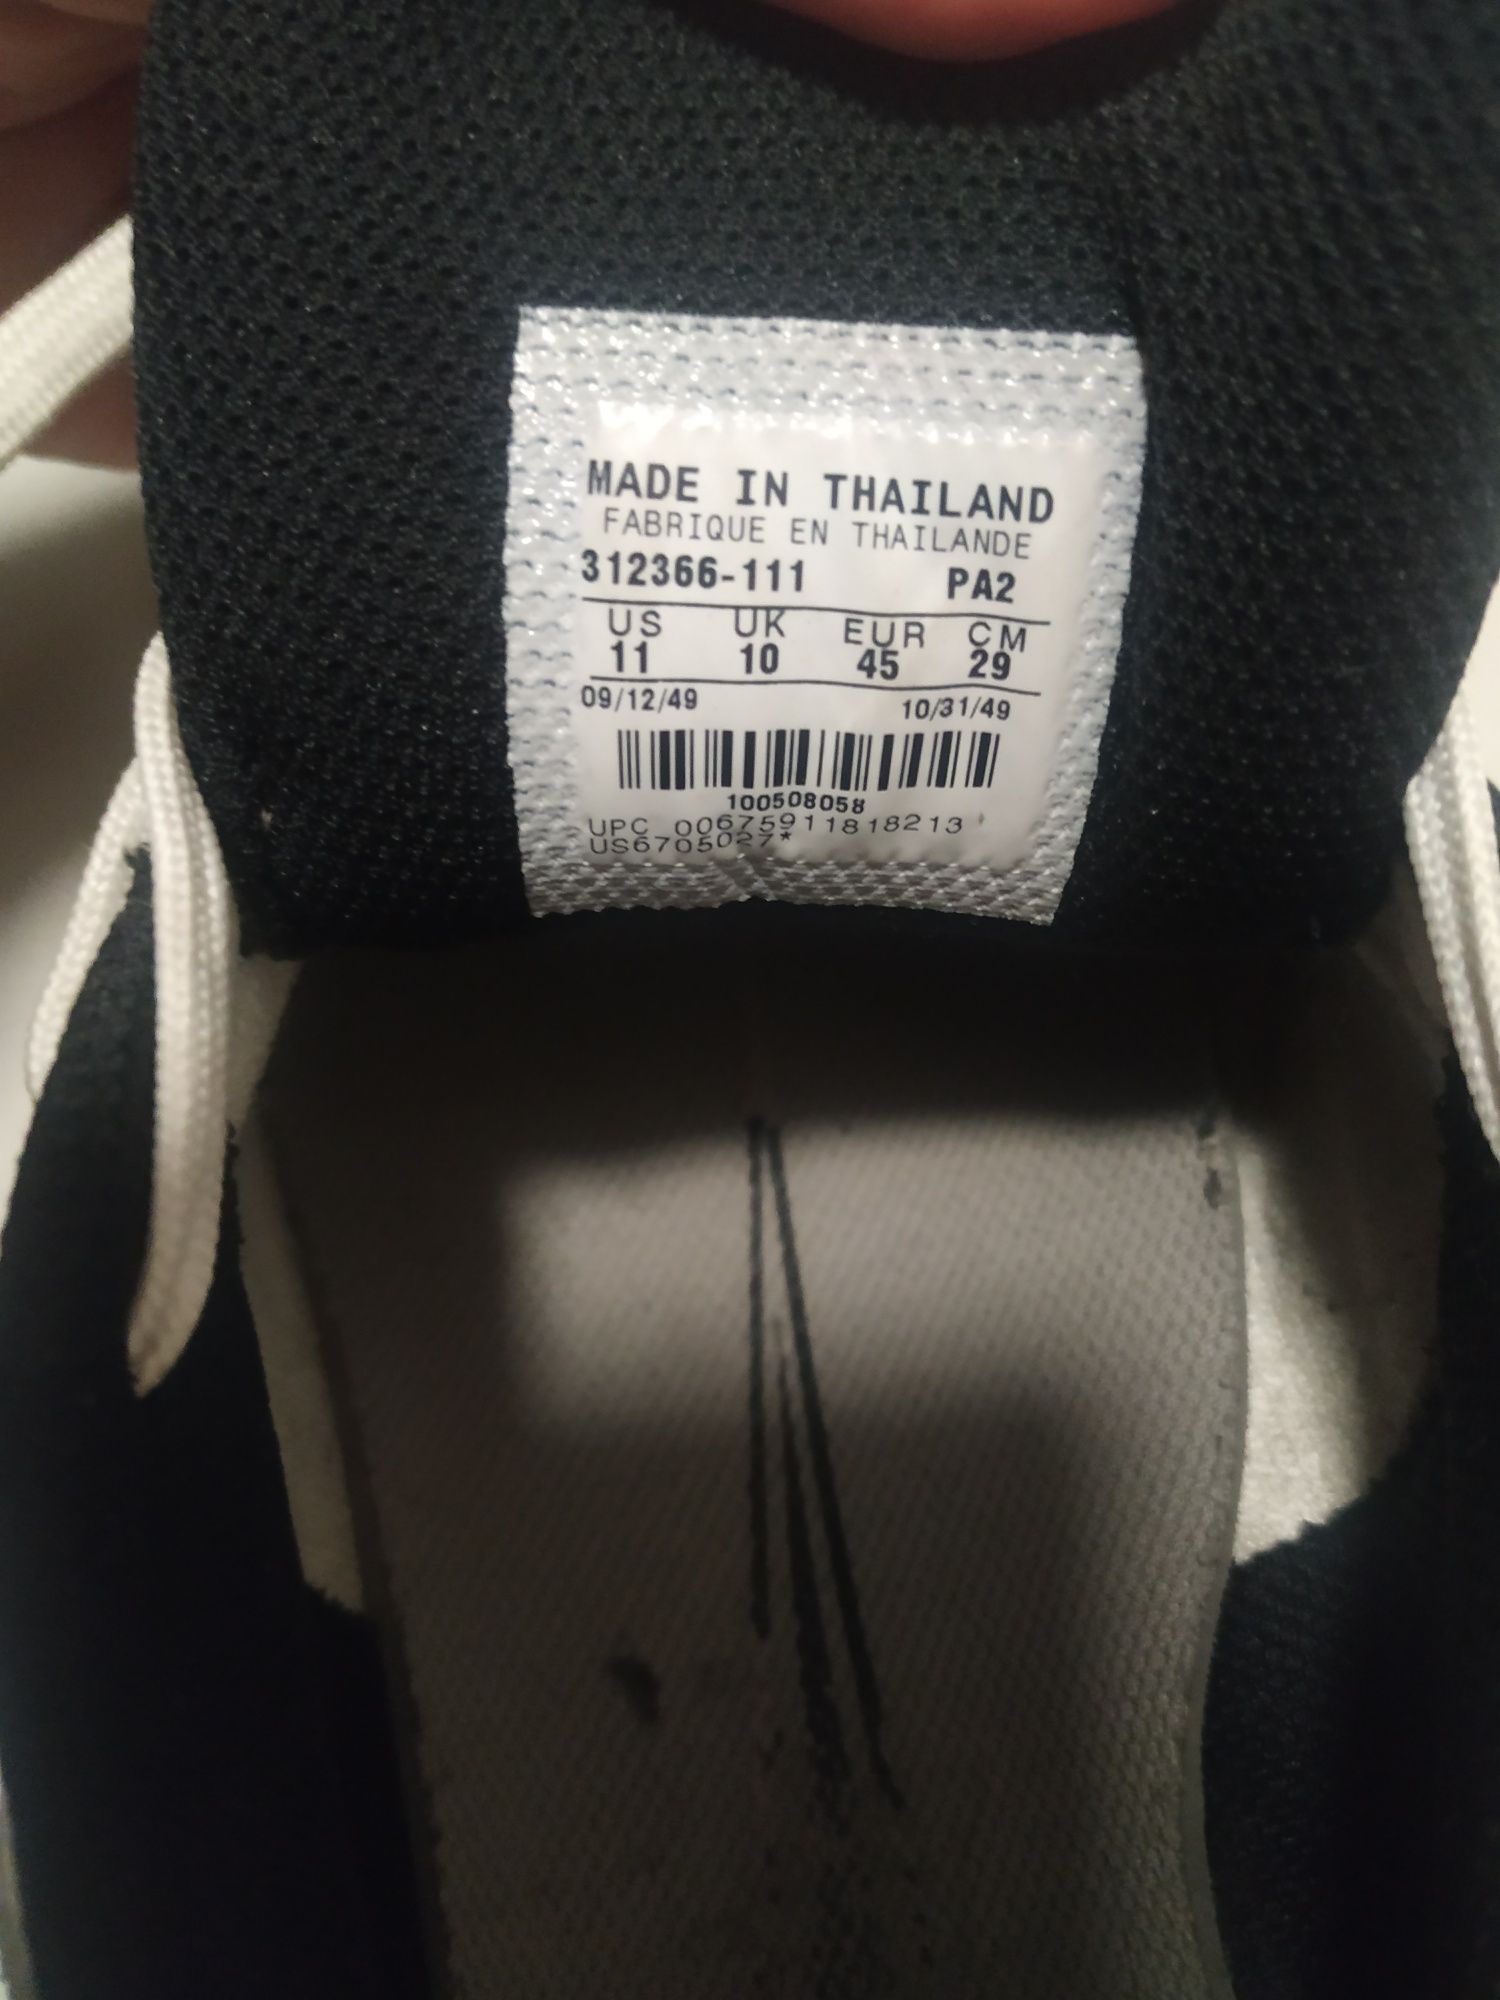 MADE IN THAILAND
FABRIQUE EN THAILANDE
312366-111 PA2
US UK EUR CM
11 10 45 29
09/12/49 10/31/49
100508058
UPC 00675911818213
US6705027*